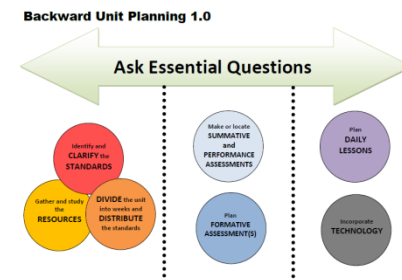 Backward Unit Planning 1.0
Ask Essential Questions
Identify and
CLARIFY the
STANDARDS
Gather and study
the
RESOURCES
DIVIDE the unit
into weeks and
DISTRIBUTE
the standards
Make or locate
SUMMATIVE
and
PERFORMANCE
ASSESSMENTS
Plan
FORMATIVE
ASSESSMENT(S)
Plan
DAILY
LESSONS
Incorporate
TECHNOLOGY